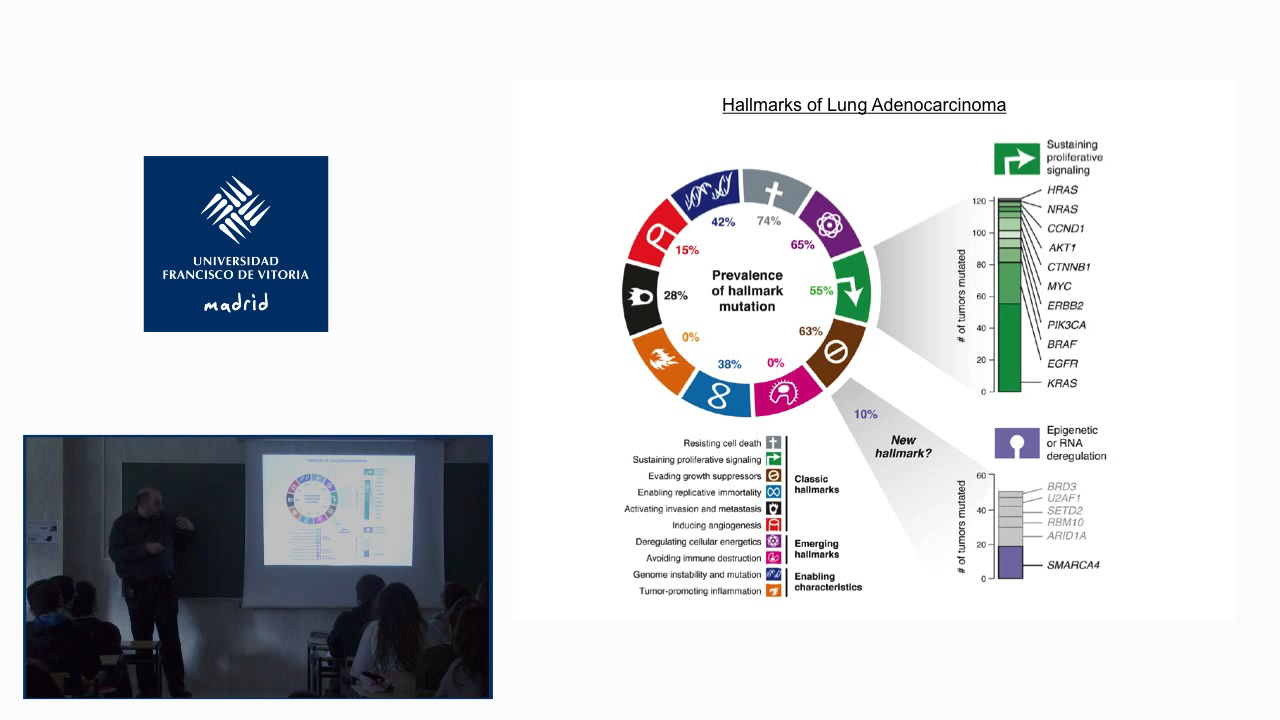 UNIVERSIDAD
FRANCISCO DE VITORIA
madrid
Hallmarks of Lung Adenocarcinoma
Prevalence
of hallmark
mutation
42%
74%
65%
55%
63%
0%
38%
0%
28%
15%
Resisting cell death
Sustaining proliferative signaling
Evading growth suppressors
Enabling replicative immortality
Activating invasion and metastasis
Inducing angiogenesis
Deregulating cellular energetics
Avoiding immune destruction
Genome instability and mutation
Tumor-promoting inflammation
Classic
hallmarks
Emerging
hallmarks
Enabling
characteristics
10%
New
hallmark?
Sustaining
proliferative
signaling
# of tumors mutated
120
100
80
60
40
20
0
HRAS
NRAS
CCND1
AKT1
CTNNB1
MYC
ERBB2
PIK3CA
BRAF
EGFR
KRAS
Epigenetic
or RNA
deregulation
# of tumors mutated
60
40
20
0
BRD3
U2AF1
SETD2
RBM10
ARID1A
SMARCA4
Hallmarks of Lung Adenocarcinoma